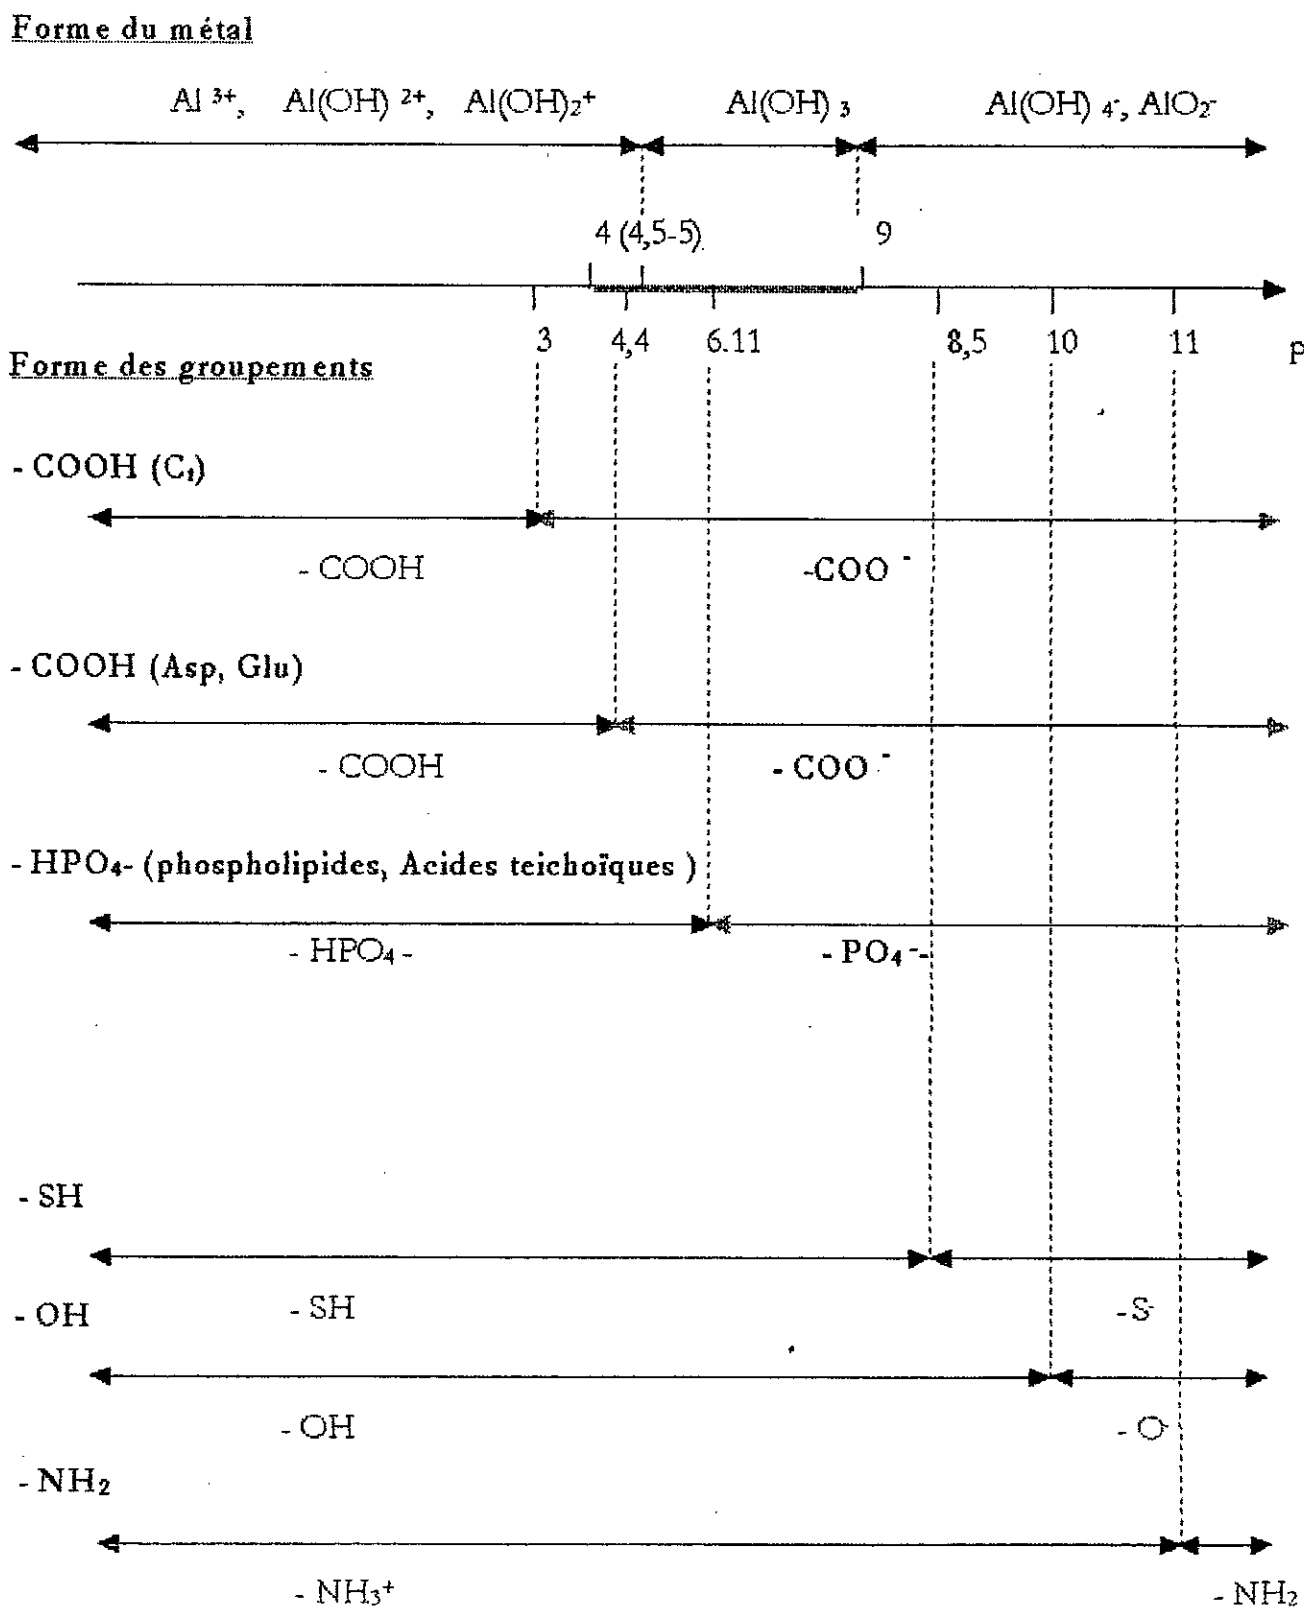 Forme du métal
Al ³⁺, Al(OH) ²⁺, Al(OH)₂⁺ Al(OH) ₃ Al(OH) ₄⁻, AlO₂⁻
4 (4,5-5) 9
3 4,4 6.11 8,5 10 11 p
Forme des groupements
- COOH (C₁)
- COOH -COO ⁻
- COOH (Asp, Glu)
- COOH - COO ⁻
- HPO₄- (phospholipides, Acides teichoïques )
- HPO₄ - - PO₄⁻-
- SH
- SH - S⁻
- OH
- OH - O⁻
- NH₂
- NH₃⁺ - NH₂